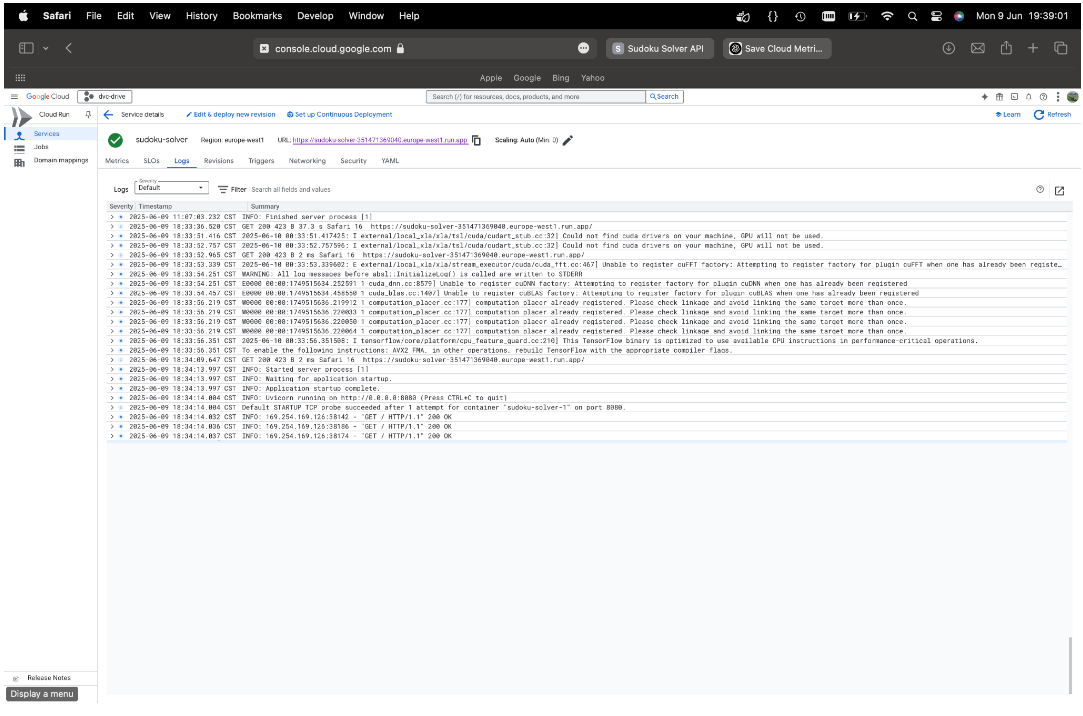 Safari File Edit View History Bookmarks Develop Window Help Mon 9 Jun 19:39:01
console.cloud.google.com S Sudoku Solver API Save Cloud Metri...
Apple Google Bing Yahoo
Google Cloud dvc-drive Search (/) for resources, docs, products, and more Search
Cloud Run Service details Edit & deploy new revision Set up Continuous Deployment Learn Refresh
Services
Jobs
Domain mappings
sudoku-solver Region: europe-west1 URL: https://sudoku-solver-351471369040.europe-west1.run.app Scaling: Auto (Min: 0)
Metrics SLOs Logs Revisions Triggers Networking Security YAML
Logs Severity Default Filter Search all fields and values
Severity Timestamp Summary
2025-06-09 11:07:03.232 CST INFO: Finished server process [1]
2025-06-09 18:33:36.520 CST GET 200 423 B 37.3 s Safari 16 https://sudoku-solver-351471369040.europe-west1.run.app/
2025-06-09 18:33:51.416 CST 2025-06-10 00:33:51.417425: I external/local_xla/xla/tsl/cuda/cudart_stub.cc:32] Could not find cuda drivers on your machine, GPU will not be used.
2025-06-09 18:33:52.757 CST 2025-06-10 00:33:52.757596: I external/local_xla/xla/tsl/cuda/cudart_stub.cc:32] Could not find cuda drivers on your machine, GPU will not be used.
2025-06-09 18:33:52.965 CST GET 200 423 B 2 ms Safari 16 https://sudoku-solver-351471369040.europe-west1.run.app/
2025-06-09 18:33:53.339 CST 2025-06-10 00:33:53.339602: E external/local_xla/xla/stream_executor/cuda/cuda_fft.cc:467] Unable to register cuFFT factory: Attempting to register factory for plugin cuFFT when one has already been registe...
2025-06-09 18:33:54.251 CST WARNING: All log messages before absl::InitializeLog() is called are written to STDERR
2025-06-09 18:33:54.251 CST E0000 00:00:1749515634.252591 1 cuda_dnn.cc:8579] Unable to register cuDNN factory: Attempting to register factory for plugin cuDNN when one has already been registered
2025-06-09 18:33:54.457 CST E0000 00:00:1749515634.458550 1 cuda_blas.cc:1407] Unable to register cuBLAS factory: Attempting to register factory for plugin cuBLAS when one has already been registered
2025-06-09 18:33:56.219 CST W0000 00:00:1749515636.219912 1 computation_placer.cc:177] computation placer already registered. Please check linkage and avoid linking the same target more than once.
2025-06-09 18:33:56.219 CST W0000 00:00:1749515636.220033 1 computation_placer.cc:177] computation placer already registered. Please check linkage and avoid linking the same target more than once.
2025-06-09 18:33:56.219 CST W0000 00:00:1749515636.220050 1 computation_placer.cc:177] computation placer already registered. Please check linkage and avoid linking the same target more than once.
2025-06-09 18:33:56.219 CST W0000 00:00:1749515636.220064 1 computation_placer.cc:177] computation placer already registered. Please check linkage and avoid linking the same target more than once.
2025-06-09 18:33:56.351 CST 2025-06-10 00:33:56.351508: I tensorflow/core/platform/cpu_feature_guard.cc:210] This TensorFlow binary is optimized to use available CPU instructions in performance-critical operations.
2025-06-09 18:33:56.351 CST To enable the following instructions: AVX2 FMA, in other operations, rebuild TensorFlow with the appropriate compiler flags.
2025-06-09 18:34:09.647 CST GET 200 423 B 2 ms Safari 16 https://sudoku-solver-351471369040.europe-west1.run.app/
2025-06-09 18:34:13.997 CST INFO: Started server process [1]
2025-06-09 18:34:13.997 CST INFO: Waiting for application startup.
2025-06-09 18:34:13.997 CST INFO: Application startup complete.
2025-06-09 18:34:14.004 CST INFO: Uvicorn running on http://0.0.0.0:8080 (Press CTRL+C to quit)
2025-06-09 18:34:14.004 CST Default STARTUP TCP probe succeeded after 1 attempt for container "sudoku-solver-1" on port 8080.
2025-06-09 18:34:14.032 CST INFO: 169.254.169.126:38142 - "GET / HTTP/1.1" 200 OK
2025-06-09 18:34:14.036 CST INFO: 169.254.169.126:38186 - "GET / HTTP/1.1" 200 OK
2025-06-09 18:34:14.037 CST INFO: 169.254.169.126:38174 - "GET / HTTP/1.1" 200 OK
Release Notes
Display a menu